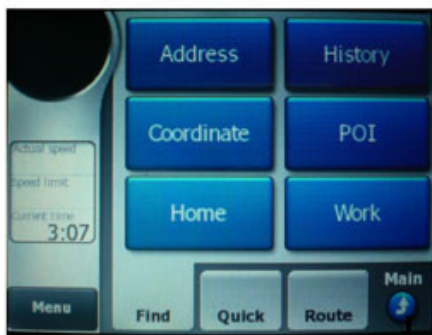 Address
History
Coordinate
POI
Home
Work
Actual speed
Speed limit
Current time
3:07
Menu
Find
Quick
Route
Main